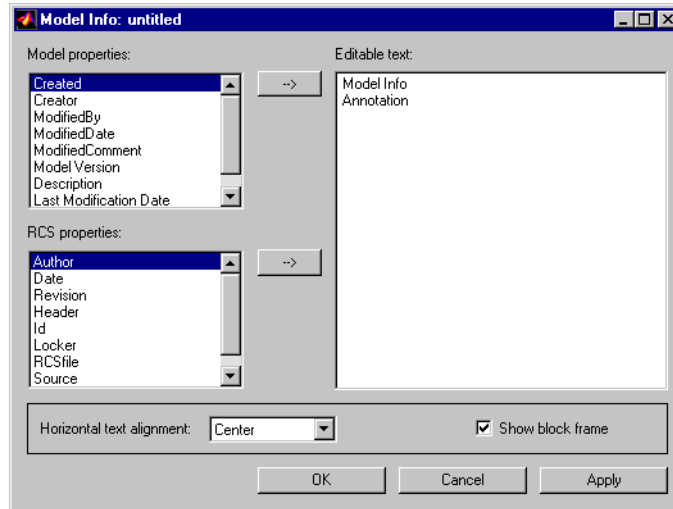 Model Info: untitled
Model properties:
Created
Creator
ModifiedBy
ModifiedDate
ModifiedComment
Model Version
Description
Last Modification Date
-->
Editable text:
Model Info
Annotation
RCS properties:
Author
Date
Revision
Header
Id
Locker
RCSfile
Source
-->
Horizontal text alignment: Center
Show block frame
OK Cancel Apply